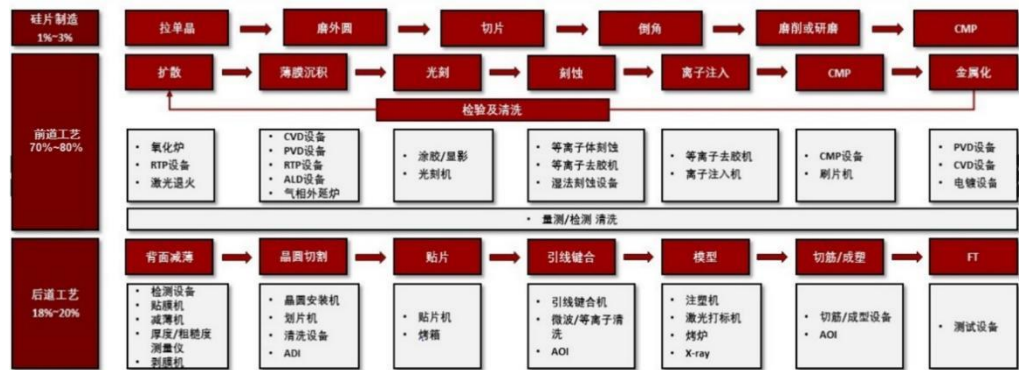 硅片制造
1%~3%
拉单晶
磨外圆
切片
倒角
磨削或研磨
CMP
扩散
薄膜沉积
光刻
刻蚀
离子注入
CMP
金属化
检验及清洗
前道工艺
70%~80%
• 氧化炉
• RTP设备
• 激光退火
• CVD设备
• PVD设备
• RTP设备
• ALD设备
• 气相外延炉
• 涂胶/显影
• 光刻机
• 等离子体刻蚀
• 等离子去胶机
• 湿法刻蚀设备
• 等离子去胶机
• 离子注入机
• CMP设备
• 刷片机
• PVD设备
• CVD设备
• 电镀设备
• 量测/检测 清洗
背面减薄
晶圆切割
贴片
引线键合
模型
切筋/成塑
FT
后道工艺
18%~20%
• 检测设备
• 贴膜机
• 减薄机
• 厚度/粗糙度
测量仪
• 剥膜机
• 晶圆安装机
• 划片机
• 清洗设备
• ADI
• 贴片机
• 烤箱
• 引线键合机
• 微波/等离子清
洗
• AOI
• 注塑机
• 激光打标机
• 烤炉
• X-ray
• 切筋/成型设备
• AOI
• 测试设备